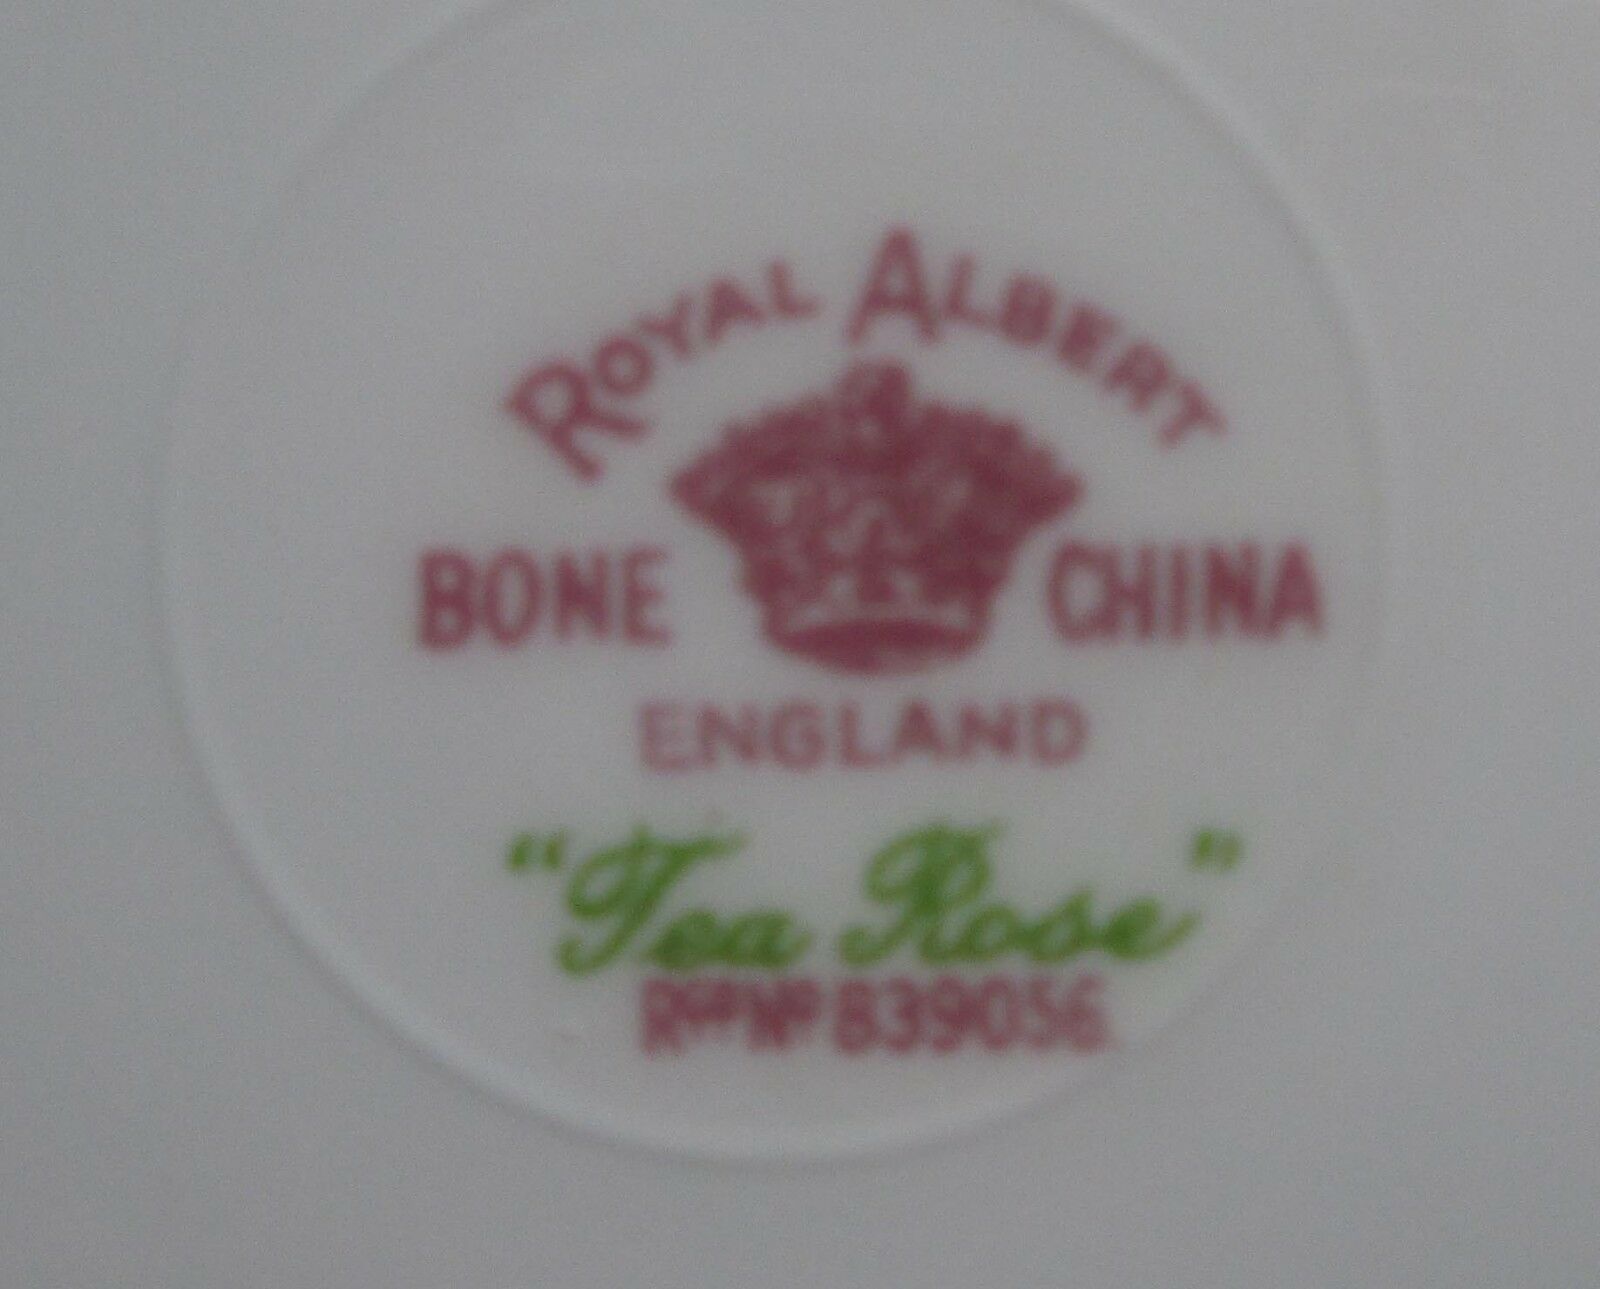 ROYAL ALBERT
BONE CHINA
ENGLAND
"Tea Rose"
Rᴰ Nº 839056